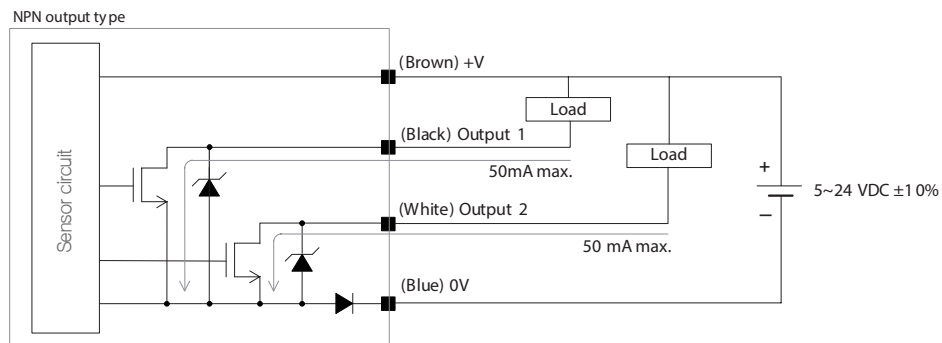 NPN output type
Sensor circuit
(Brown) +V
Load
(Black) Output 1
50mA max.
Load
(White) Output 2
50 mA max.
+
5~24 VDC ±10%
−
(Blue) 0V